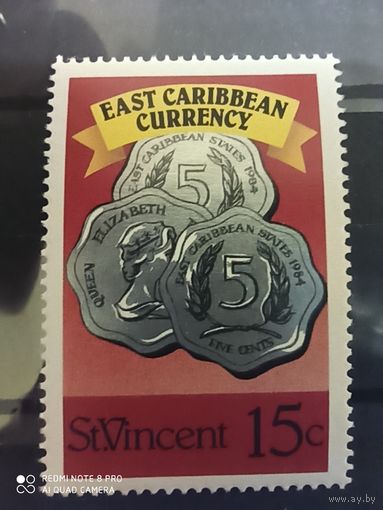 EAST CARIBBEAN
CURRENCY
EAST CARIBBEAN STATES 1984
5
QUEEN ELIZABETH
EAST CARIBBEAN STATES 1984
5
FIVE CENTS
St.Vincent 15c
REDMI NOTE 8 PRO
AI QUAD CAMERA
ay.by